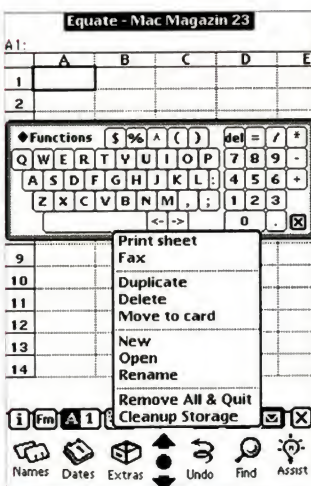 Equate - Mac Magazin 23
A1:
A B C D E
1
2
◆Functions $ % ^ ( ) del = / *
Q W E R T Y U I O P 7 8 9 -
A S D F G H J K L : 4 5 6 +
Z X C V B N M , ; 1 2 3
<- -> 0 .
Print sheet
Fax
9
10
Duplicate
11
Delete
12
Move to card
13
New
14
Open
Rename
Remove All & Quit
Cleanup Storage
i Fm A 1 X
Names Dates Extras Undo Find Assist